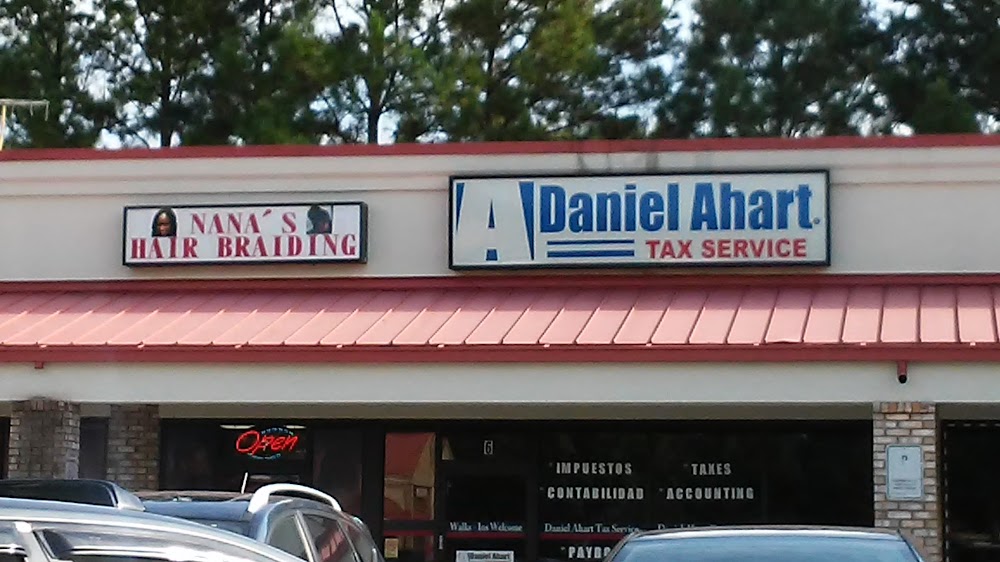 NANA´S
HAIR BRAIDING
A Daniel Ahart
TAX SERVICE
Open
6
IMPUESTOS
CONTABILIDAD
TAXES
ACCOUNTING
Walk Ins Welcome
Daniel Ahart Tax Service
Daniel Ahart